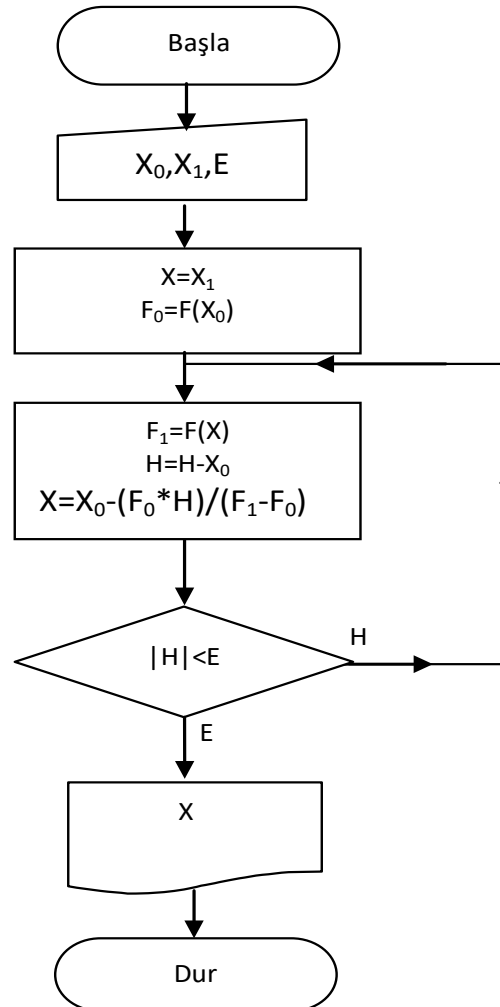 Başla
X₀,X₁,E
X=X₁
F₀=F(X₀)
F₁=F(X)
H=H-X₀
X=X₀-(F₀*H)/(F₁-F₀)
|H|<E
H
E
X
Dur